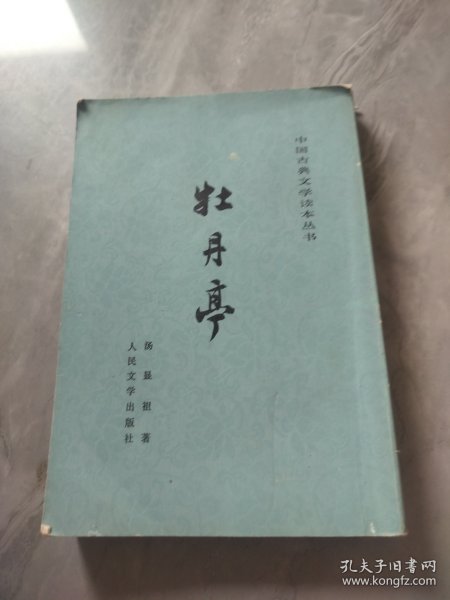 中国古典文学读本丛书
牡丹亭
汤显祖著
人民文学出版社
孔夫子旧书网
www.kongfz.com